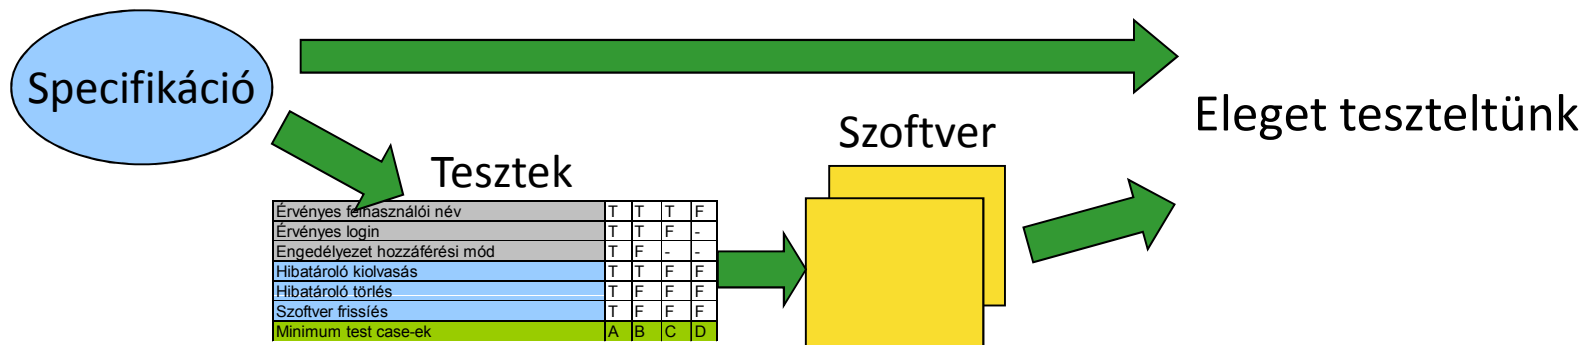 Specifikáció
Eleget teszteltünk
Szoftver
Tesztek
Érvényes felhasználói név T T T F
Érvényes login T T F -
Engedélyezet hozzáférési mód T F - -
Hibatároló kiolvasás T T F F
Hibatároló törlés T F F F
Szoftver frissíés T F F F
Minimum test case-ek A B C D